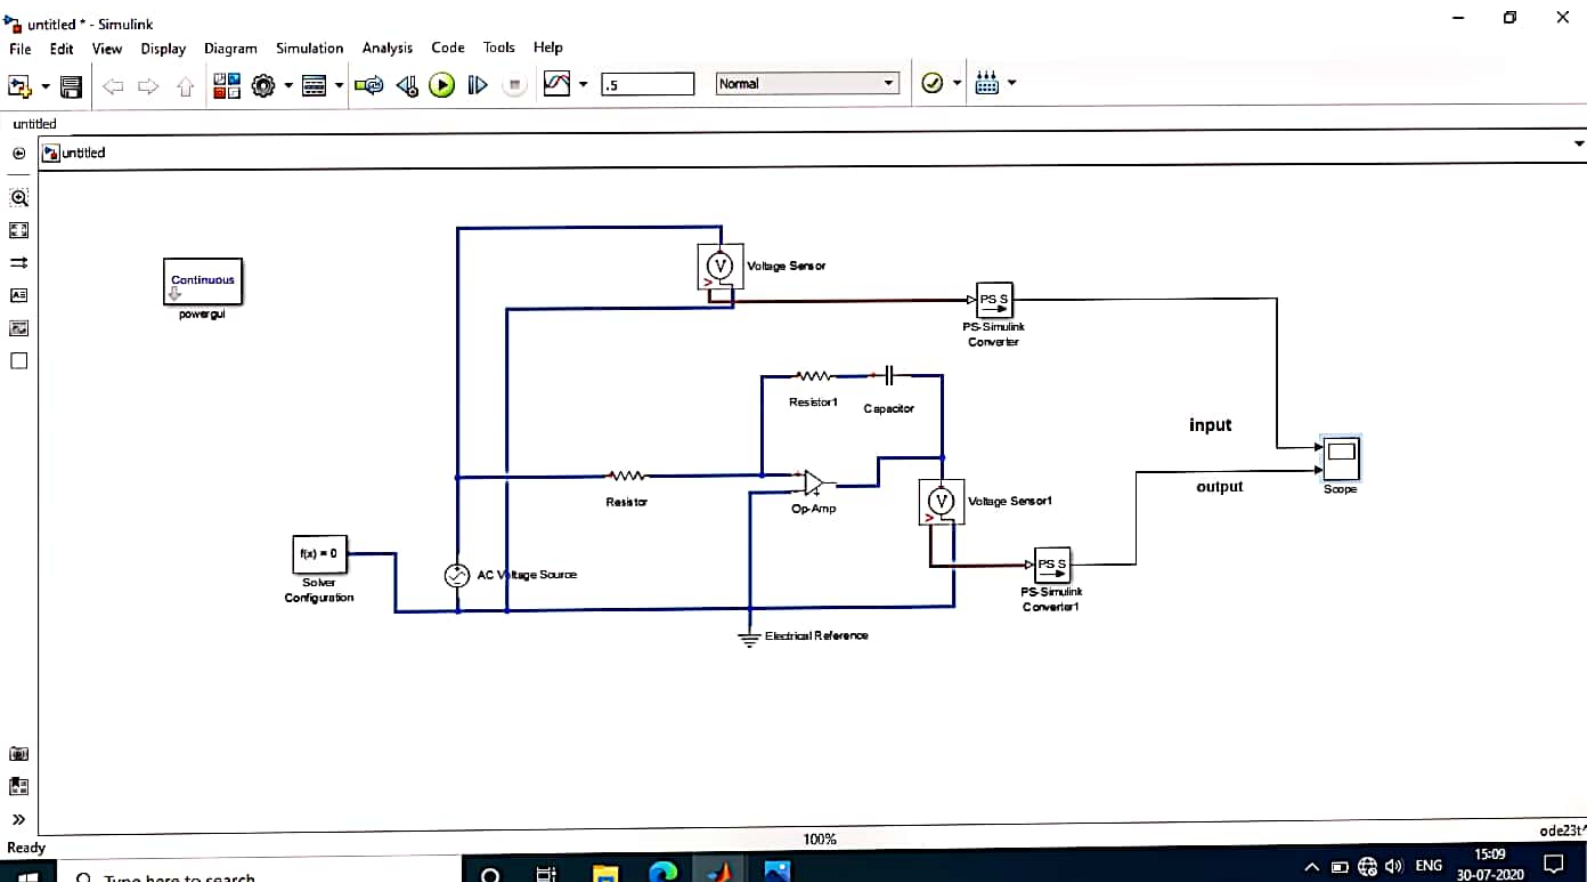 untitled * - Simulink
File Edit View Display Diagram Simulation Analysis Code Tools Help
.5
Normal
untitled
untitled
Continuous
powergui
V
Voltage Sensor
PS S
PS-Simulink
Converter
Resistor1
Capacitor
input
Resistor
Op-Amp
V
Voltage Sensor1
output
Scope
f(x) = 0
Solver
Configuration
AC Voltage Source
PS S
PS-Simulink
Converter1
Electrical Reference
Ready
100%
ode23t
Type here to search
ENG
15:09
30-07-2020